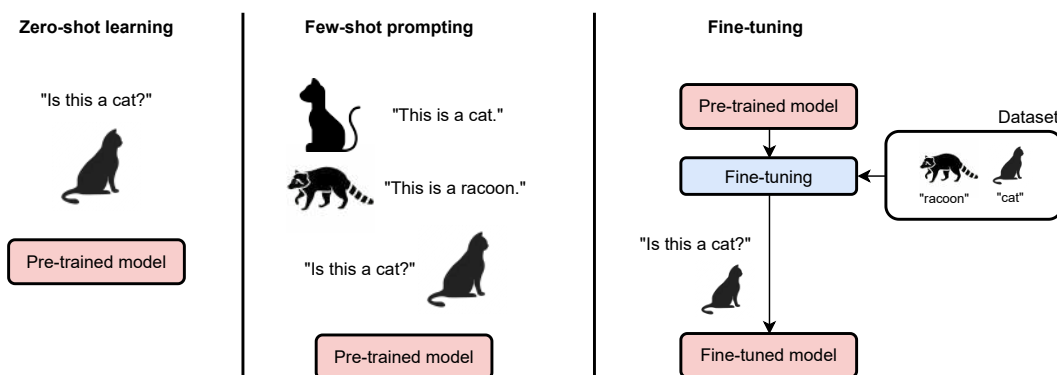 Zero-shot learning
"Is this a cat?"
Pre-trained model
Few-shot prompting
"This is a cat."
"This is a racoon."
"Is this a cat?"
Pre-trained model
Fine-tuning
Pre-trained model
Dataset
Fine-tuning
"racoon" "cat"
"Is this a cat?"
Fine-tuned model